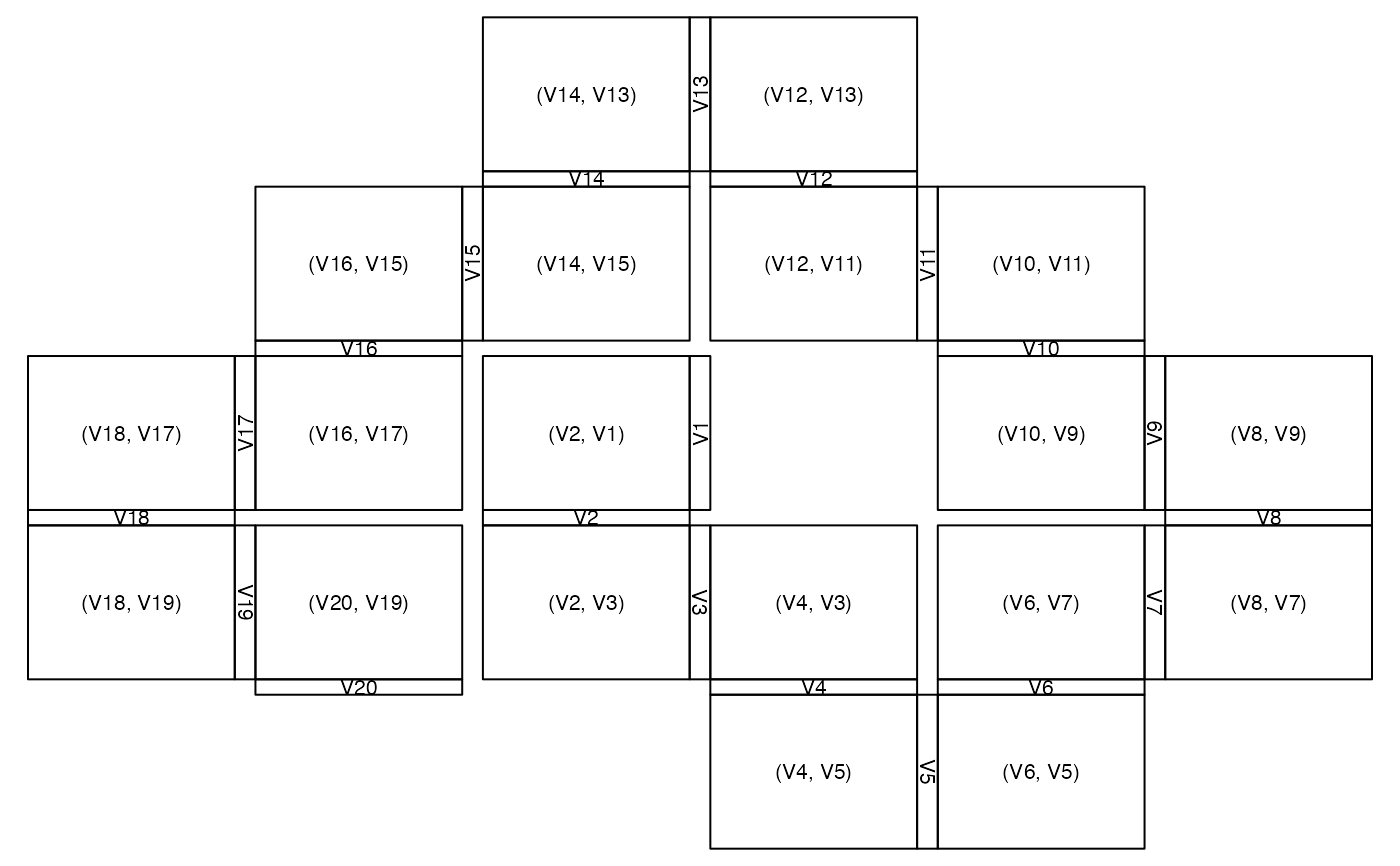 (V14, V13) V13 (V12, V13)
V14 V12
(V16, V15) V15 (V14, V15) (V12, V11) V11 (V10, V11)
V16 V10
(V18, V17) V17 (V16, V17) (V2, V1) V1 (V10, V9) V9 (V8, V9)
V18 V2 V8
(V18, V19) V19 (V20, V19) (V2, V3) V3 (V4, V3) (V6, V7) V7 (V8, V7)
V20 V4 V6
(V4, V5) V5 (V6, V5)